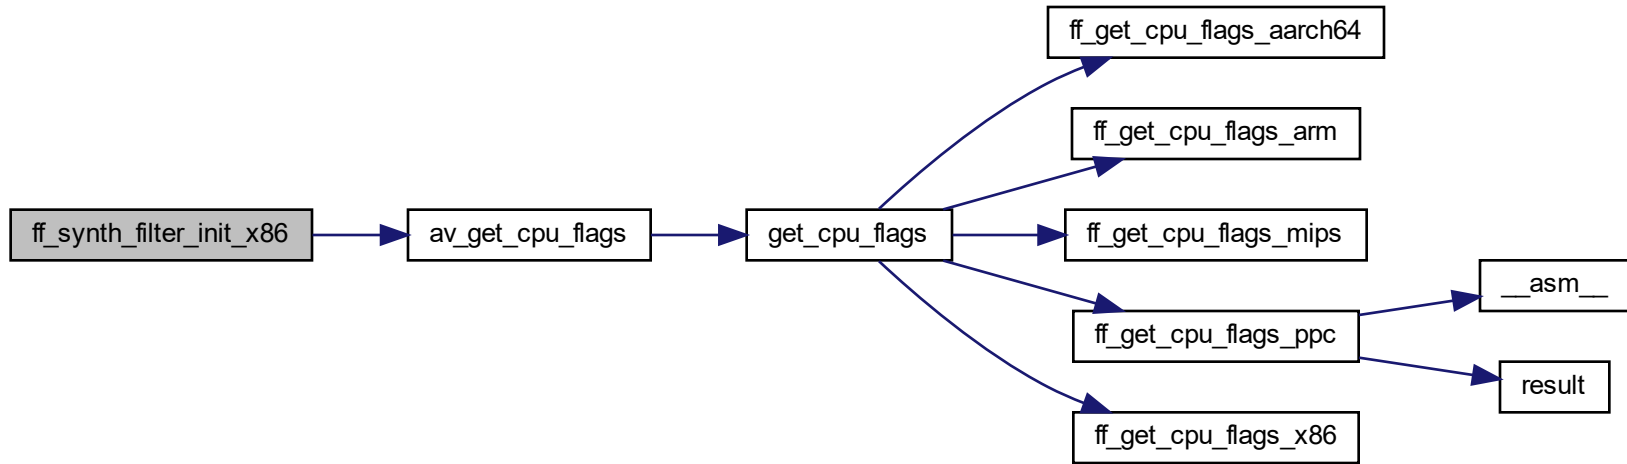 ff_synth_filter_init_x86
av_get_cpu_flags
get_cpu_flags
ff_get_cpu_flags_aarch64
ff_get_cpu_flags_arm
ff_get_cpu_flags_mips
ff_get_cpu_flags_ppc
ff_get_cpu_flags_x86
__asm__
result